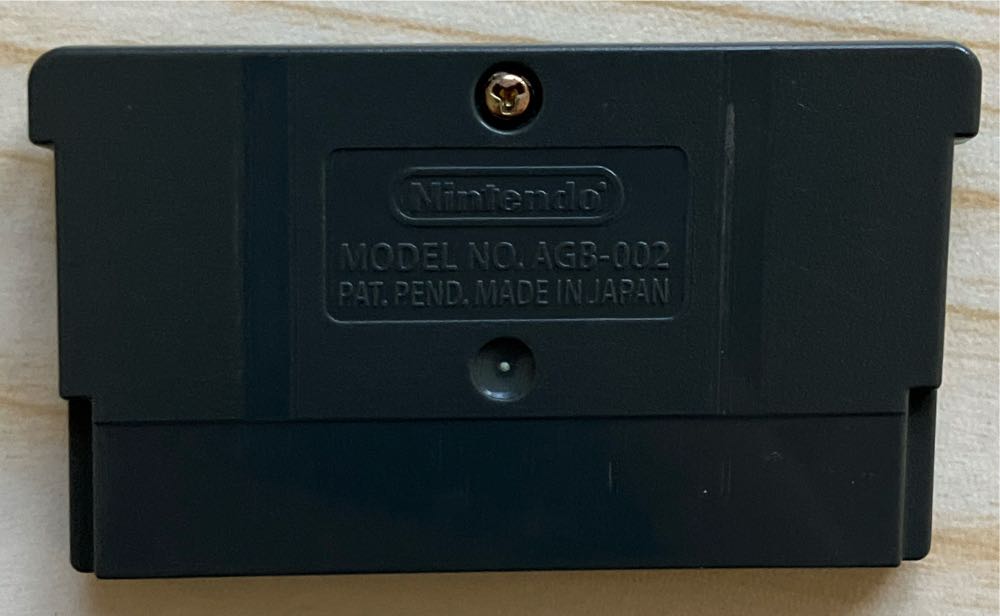 Nintendo
MODEL NO. AGB-002
PAT. PEND. MADE IN JAPAN